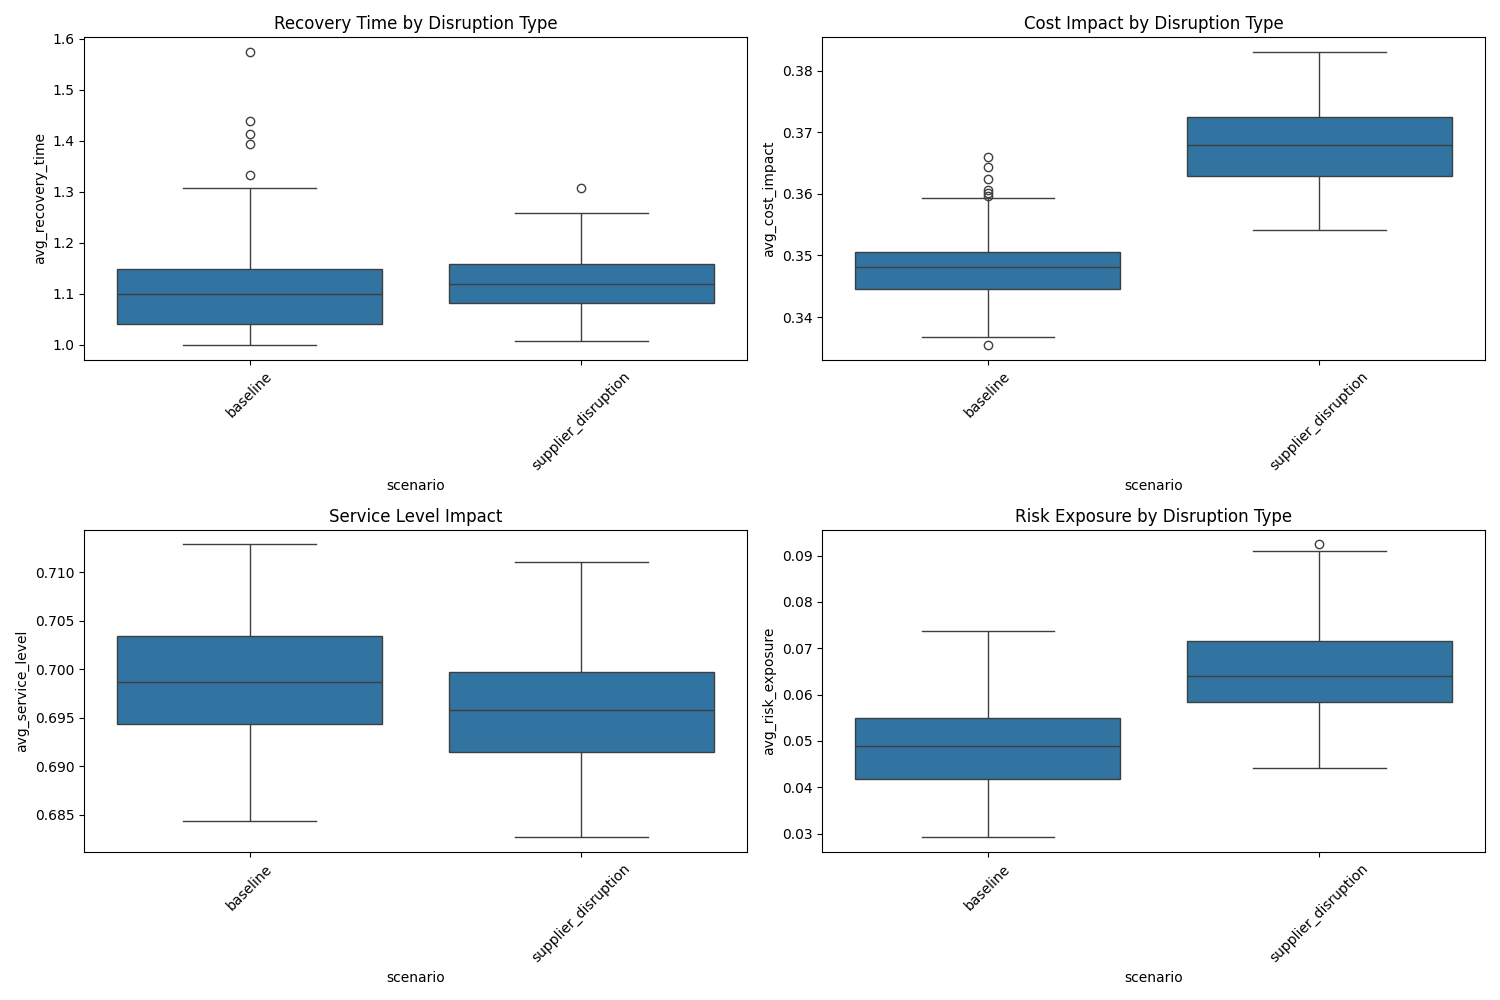 Recovery Time by Disruption Type
avg_recovery_time
1.6
1.5
1.4
1.3
1.2
1.1
1.0
baseline
supplier_disruption
scenario
Cost Impact by Disruption Type
avg_cost_impact
0.38
0.37
0.36
0.35
0.34
baseline
supplier_disruption
scenario
Service Level Impact
avg_service_level
0.710
0.705
0.700
0.695
0.690
0.685
baseline
supplier_disruption
scenario
Risk Exposure by Disruption Type
avg_risk_exposure
0.09
0.08
0.07
0.06
0.05
0.04
0.03
baseline
supplier_disruption
scenario